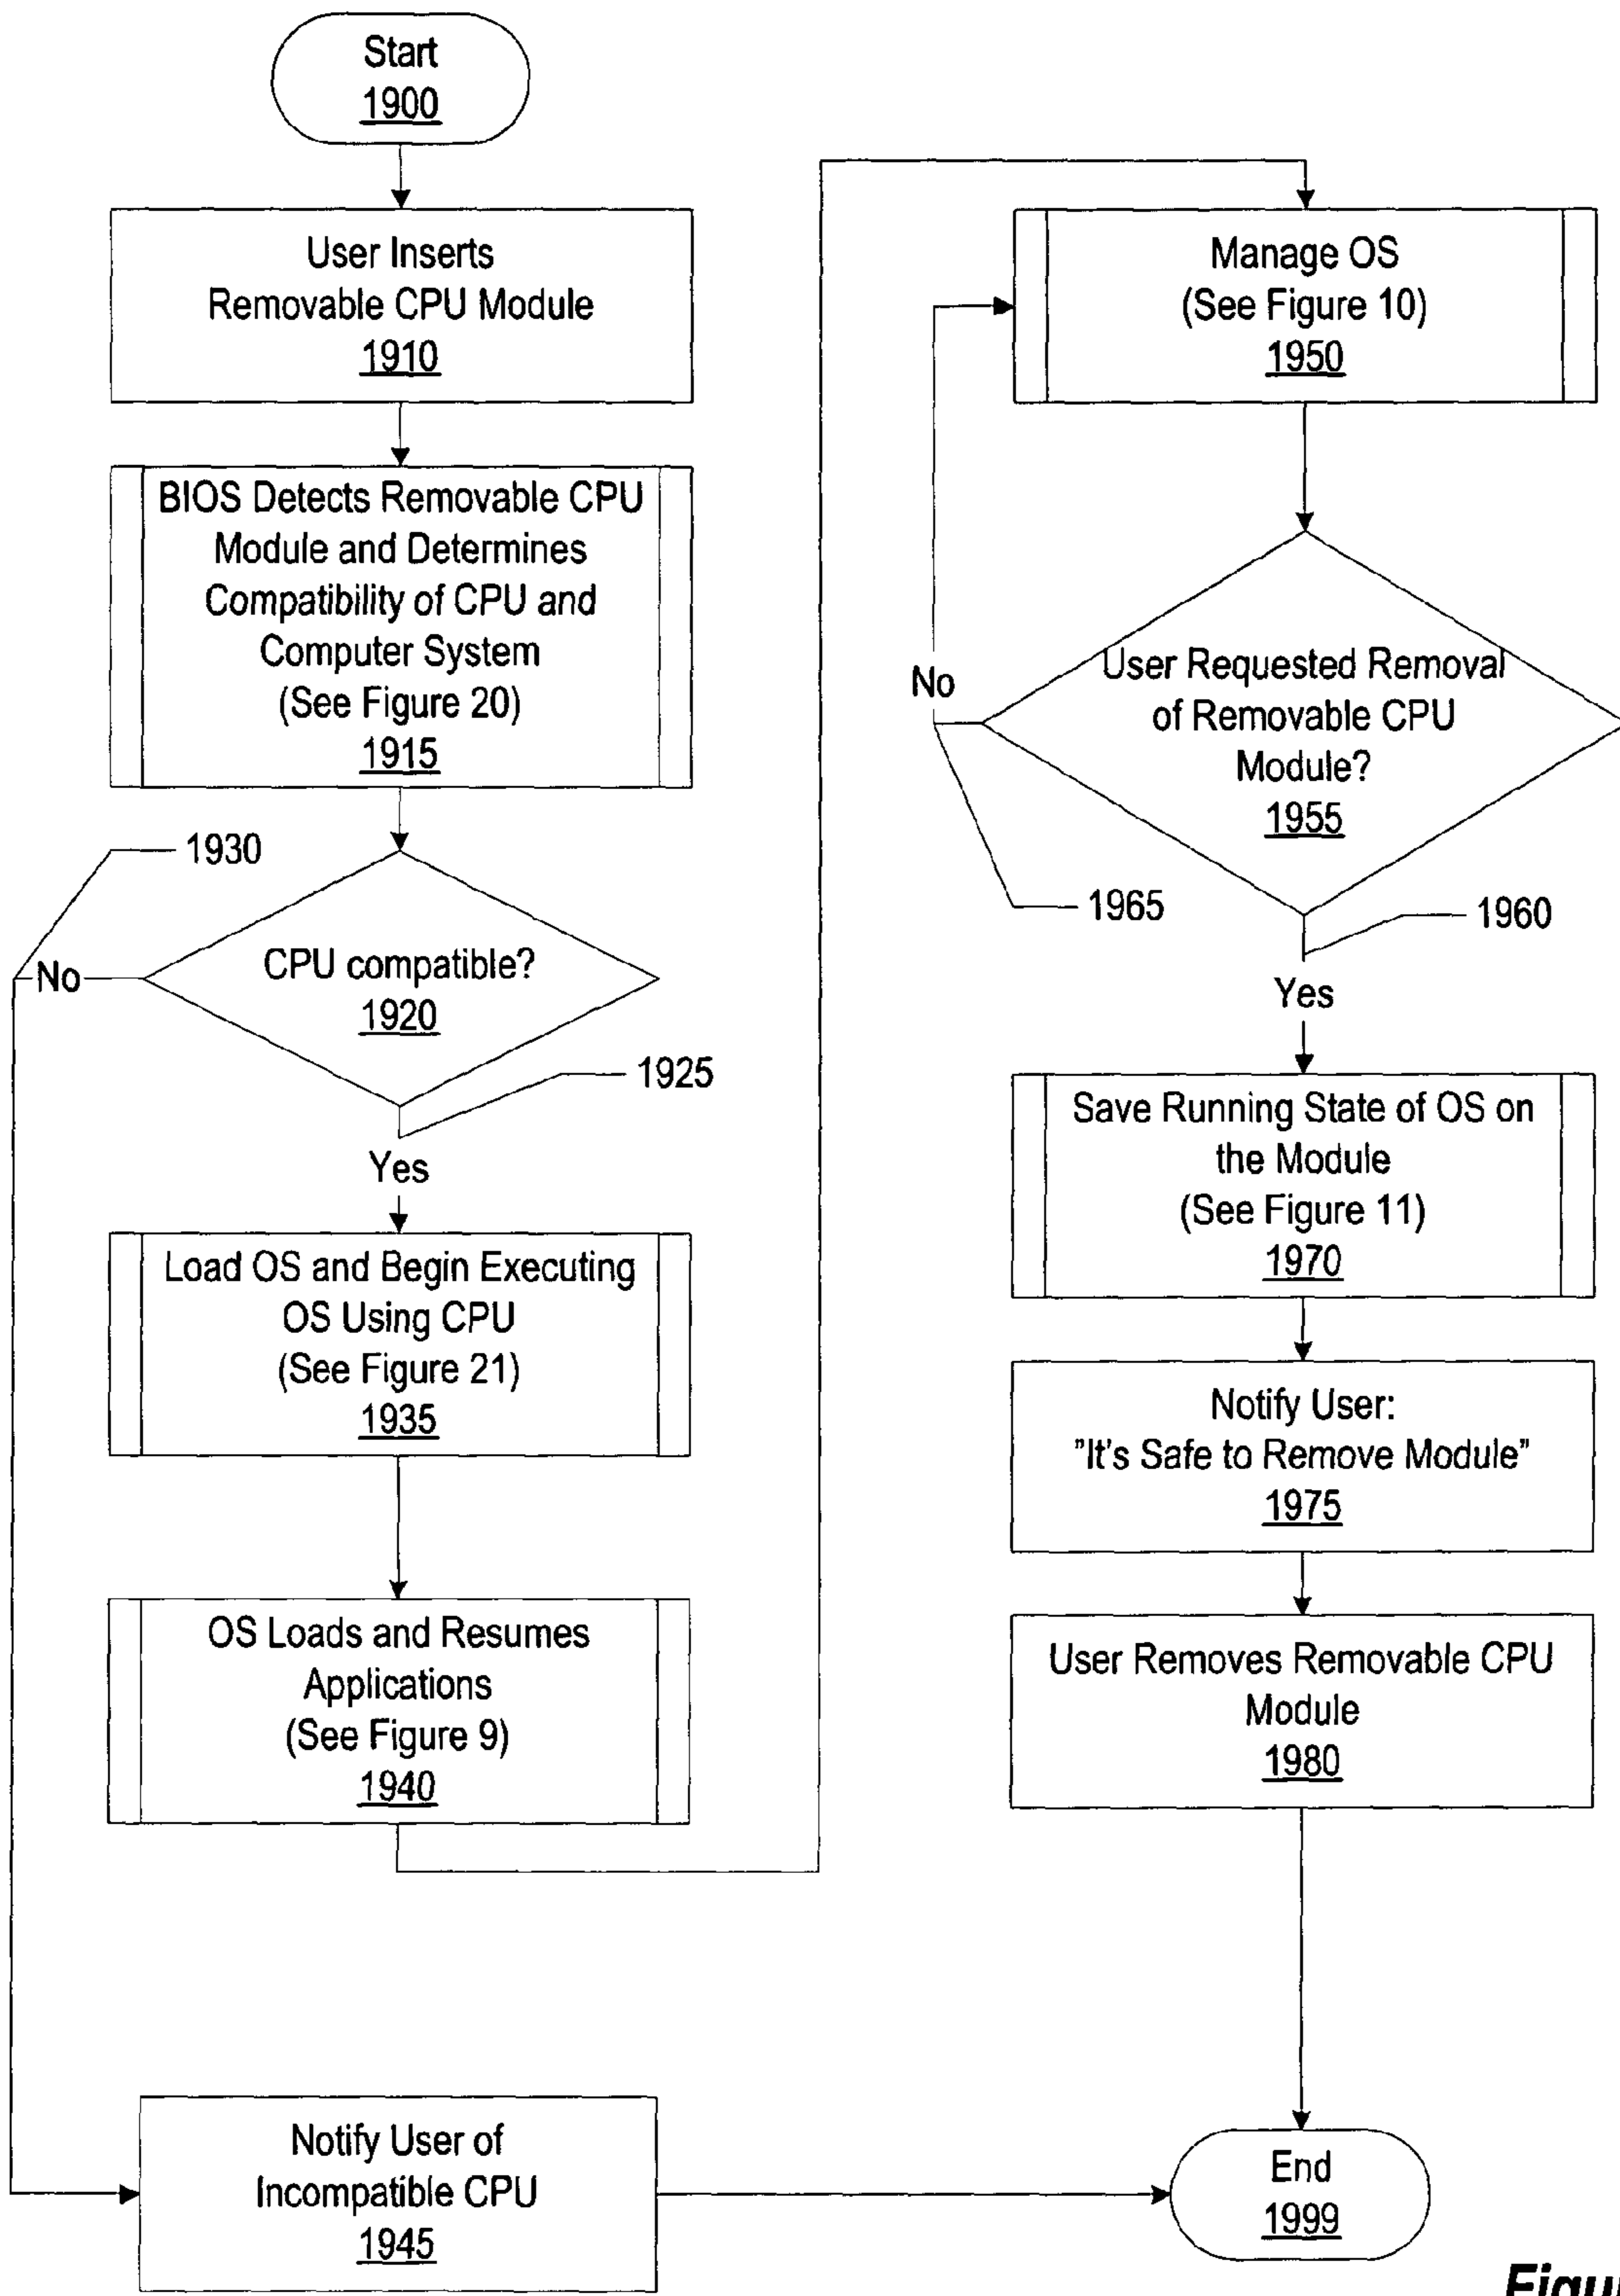 Start
1900
User Inserts
Removable CPU Module
1910
BIOS Detects Removable CPU
Module and Determines
Compatibility of CPU and
Computer System
(See Figure 20)
1915
1930
No
CPU compatible?
1920
1925
Yes
Load OS and Begin Executing
OS Using CPU
(See Figure 21)
1935
OS Loads and Resumes
Applications
(See Figure 9)
1940
Notify User of
Incompatible CPU
1945
Manage OS
(See Figure 10)
1950
No
User Requested Removal
of Removable CPU
Module?
1955
1965
1960
Yes
Save Running State of OS on
the Module
(See Figure 11)
1970
Notify User:
"It's Safe to Remove Module"
1975
User Removes Removable CPU
Module
1980
End
1999